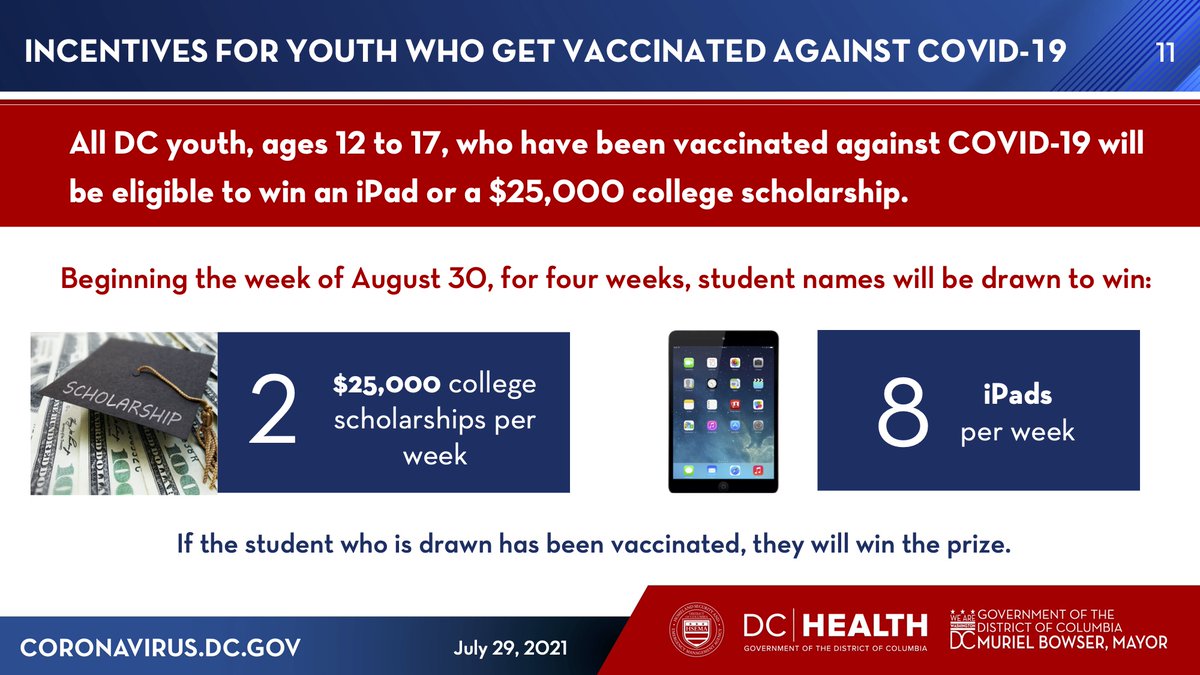 INCENTIVES FOR YOUTH WHO GET VACCINATED AGAINST COVID-19
11
All DC youth, ages 12 to 17, who have been vaccinated against COVID-19 will
be eligible to win an iPad or a $25,000 college scholarship.
Beginning the week of August 30, for four weeks, student names will be drawn to win:
SCHOLARSHIP
2
$25,000 college
scholarships per
week
8
iPads
per week
If the student who is drawn has been vaccinated, they will win the prize.
CORONAVIRUS.DC.GOV
July 29, 2021
HSEMA
DC | HEALTH
GOVERNMENT OF THE DISTRICT OF COLUMBIA
WE ARE
WASHINGTON
DC
GOVERNMENT OF THE
DISTRICT OF COLUMBIA
MURIEL BOWSER, MAYOR